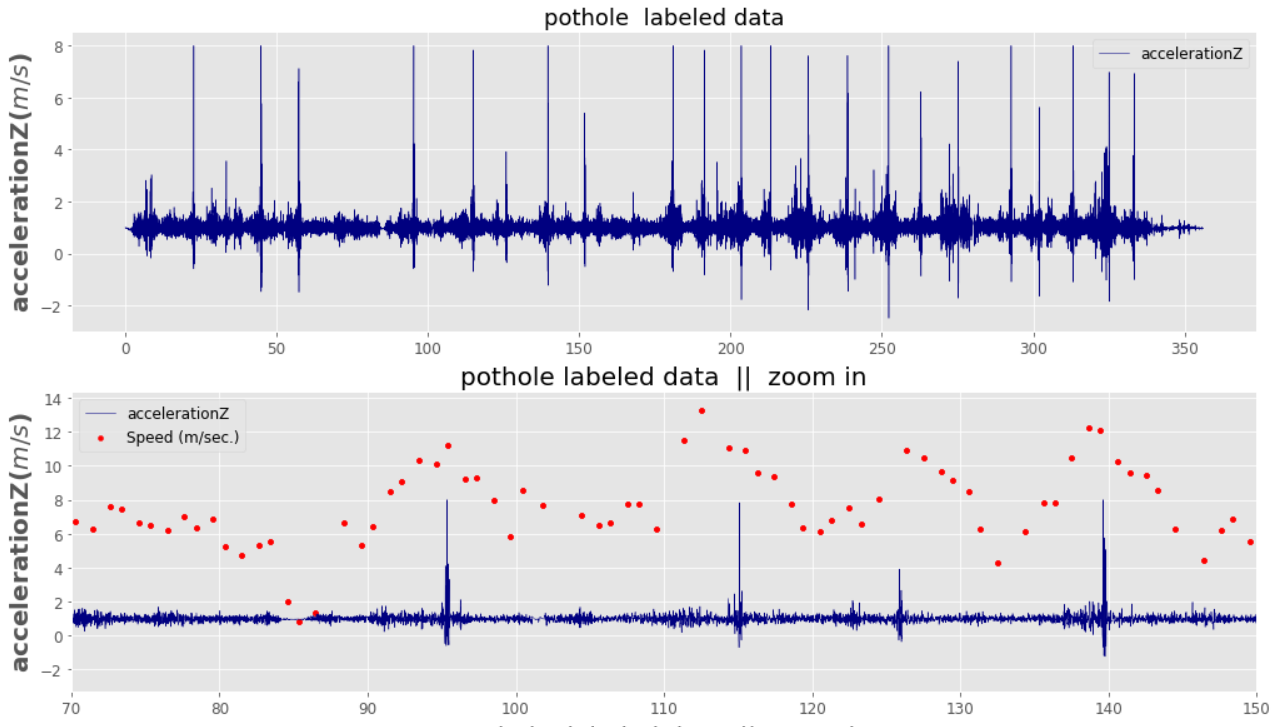 pothole labeled data
accelerationZ(m/s)
accelerationZ
8
6
4
2
0
−2
0 50 100 150 200 250 300 350
pothole labeled data || zoom in
accelerationZ(m/s)
accelerationZ
Speed (m/sec.)
14
12
10
8
6
4
2
0
−2
70 80 90 100 110 120 130 140 150